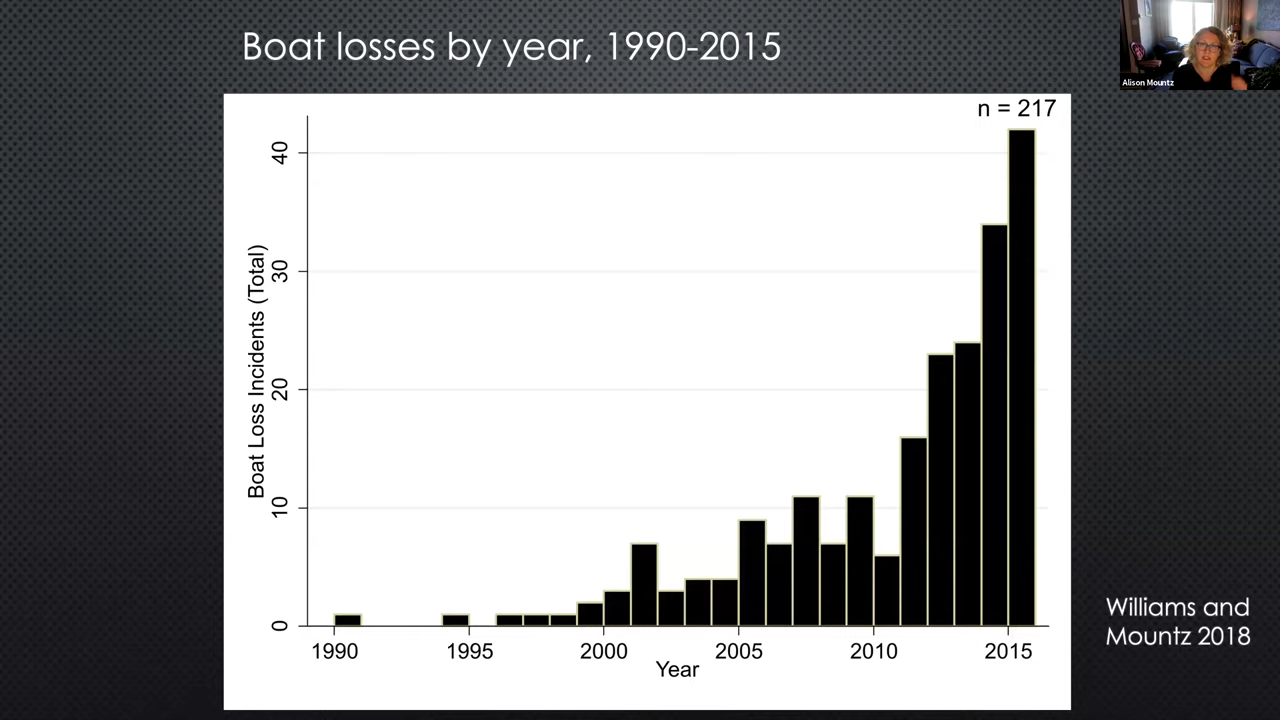 Boat losses by year, 1990-2015
Alison Mountz
n = 217
Boat Loss Incidents (Total)
40
30
20
10
0
1990 1995 2000 2005 2010 2015
Year
Williams and
Mountz 2018